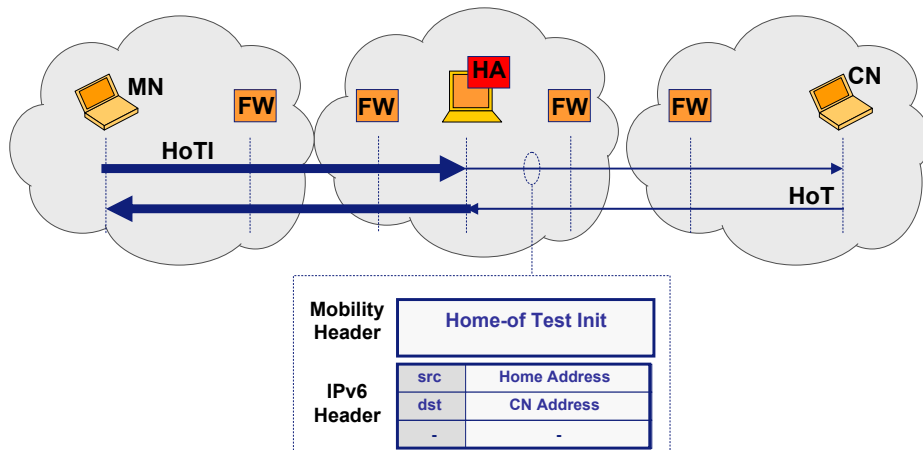 MN
HA
CN
FW
FW
FW
FW
HoTI
HoT
Mobility
Header
Home-of Test Init
IPv6
Header
src
Home Address
dst
CN Address
-
-